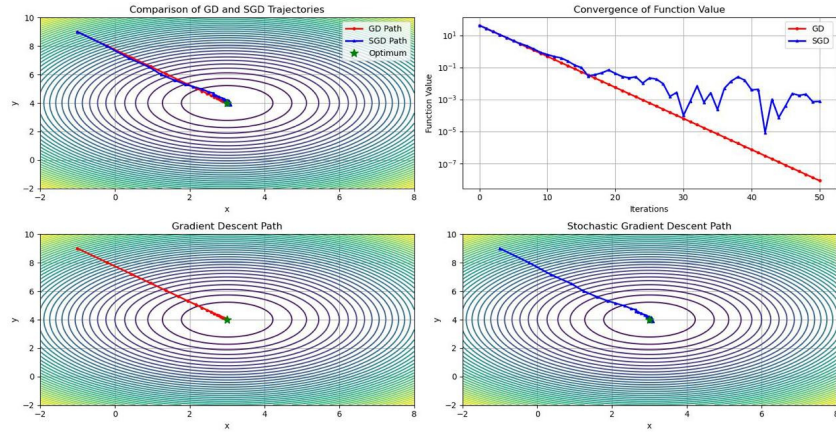 Comparison of GD and SGD Trajectories
10
8
6
4
2
0
−2
y
−2
0
2
4
6
8
x
GD Path
SGD Path
Optimum
Convergence of Function Value
10¹
10⁻¹
10⁻³
10⁻⁵
10⁻⁷
Function Value
0
10
20
30
40
50
Iterations
GD
SGD
Gradient Descent Path
10
8
6
4
2
0
−2
y
−2
0
2
4
6
8
x
Stochastic Gradient Descent Path
10
8
6
4
2
0
−2
y
−2
0
2
4
6
8
x